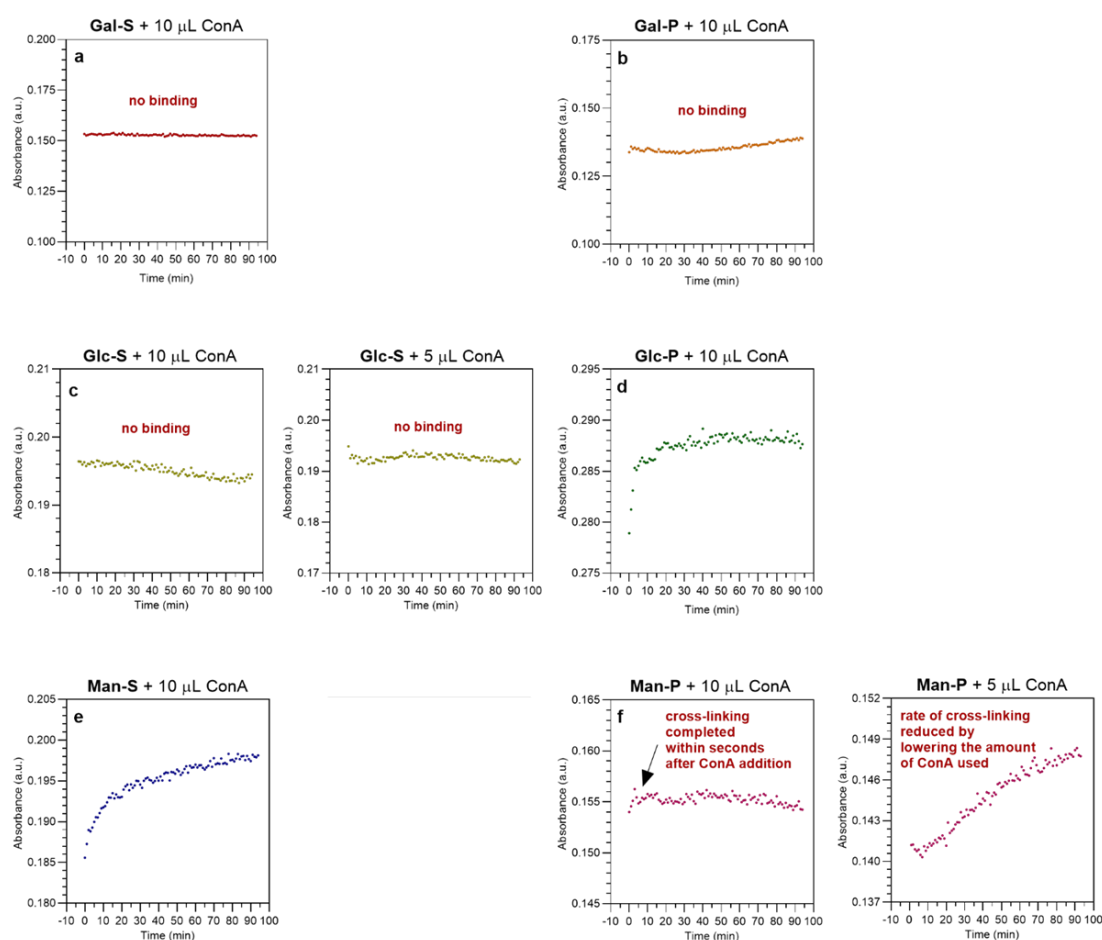 Gal-S + 10 μL ConA
0.200
0.175
0.150
0.125
0.100
Absorbance (a.u.)
a
no binding
-10 0 10 20 30 40 50 60 70 80 90 100
Time (min)
Gal-P + 10 μL ConA
0.175
0.150
0.125
0.100
Absorbance (a.u.)
b
no binding
-10 0 10 20 30 40 50 60 70 80 90 100
Time (min)
Glc-S + 10 μL ConA
0.21
0.20
0.19
0.18
Absorbance (a.u.)
c
no binding
-10 0 10 20 30 40 50 60 70 80 90 100
Time (min)
Glc-S + 5 μL ConA
0.21
0.20
0.19
0.18
0.17
Absorbance (a.u.)
no binding
-10 0 10 20 30 40 50 60 70 80 90 100
Time (min)
Glc-P + 10 μL ConA
0.295
0.290
0.285
0.280
0.275
Absorbance (a.u.)
d
-10 0 10 20 30 40 50 60 70 80 90 100
Time (min)
Man-S + 10 μL ConA
0.205
0.200
0.195
0.190
0.185
0.180
Absorbance (a.u.)
e
-10 0 10 20 30 40 50 60 70 80 90 100
Time (min)
Man-P + 10 μL ConA
0.165
0.160
0.155
0.150
0.145
Absorbance (a.u.)
f
cross-linking
completed
within seconds
after ConA addition
-10 0 10 20 30 40 50 60 70 80 90 100
Time (min)
Man-P + 5 μL ConA
0.152
0.149
0.146
0.143
0.140
0.137
Absorbance (a.u.)
rate of cross-linking
reduced by
lowering the amount
of ConA used
-10 0 10 20 30 40 50 60 70 80 90 100
Time (min)